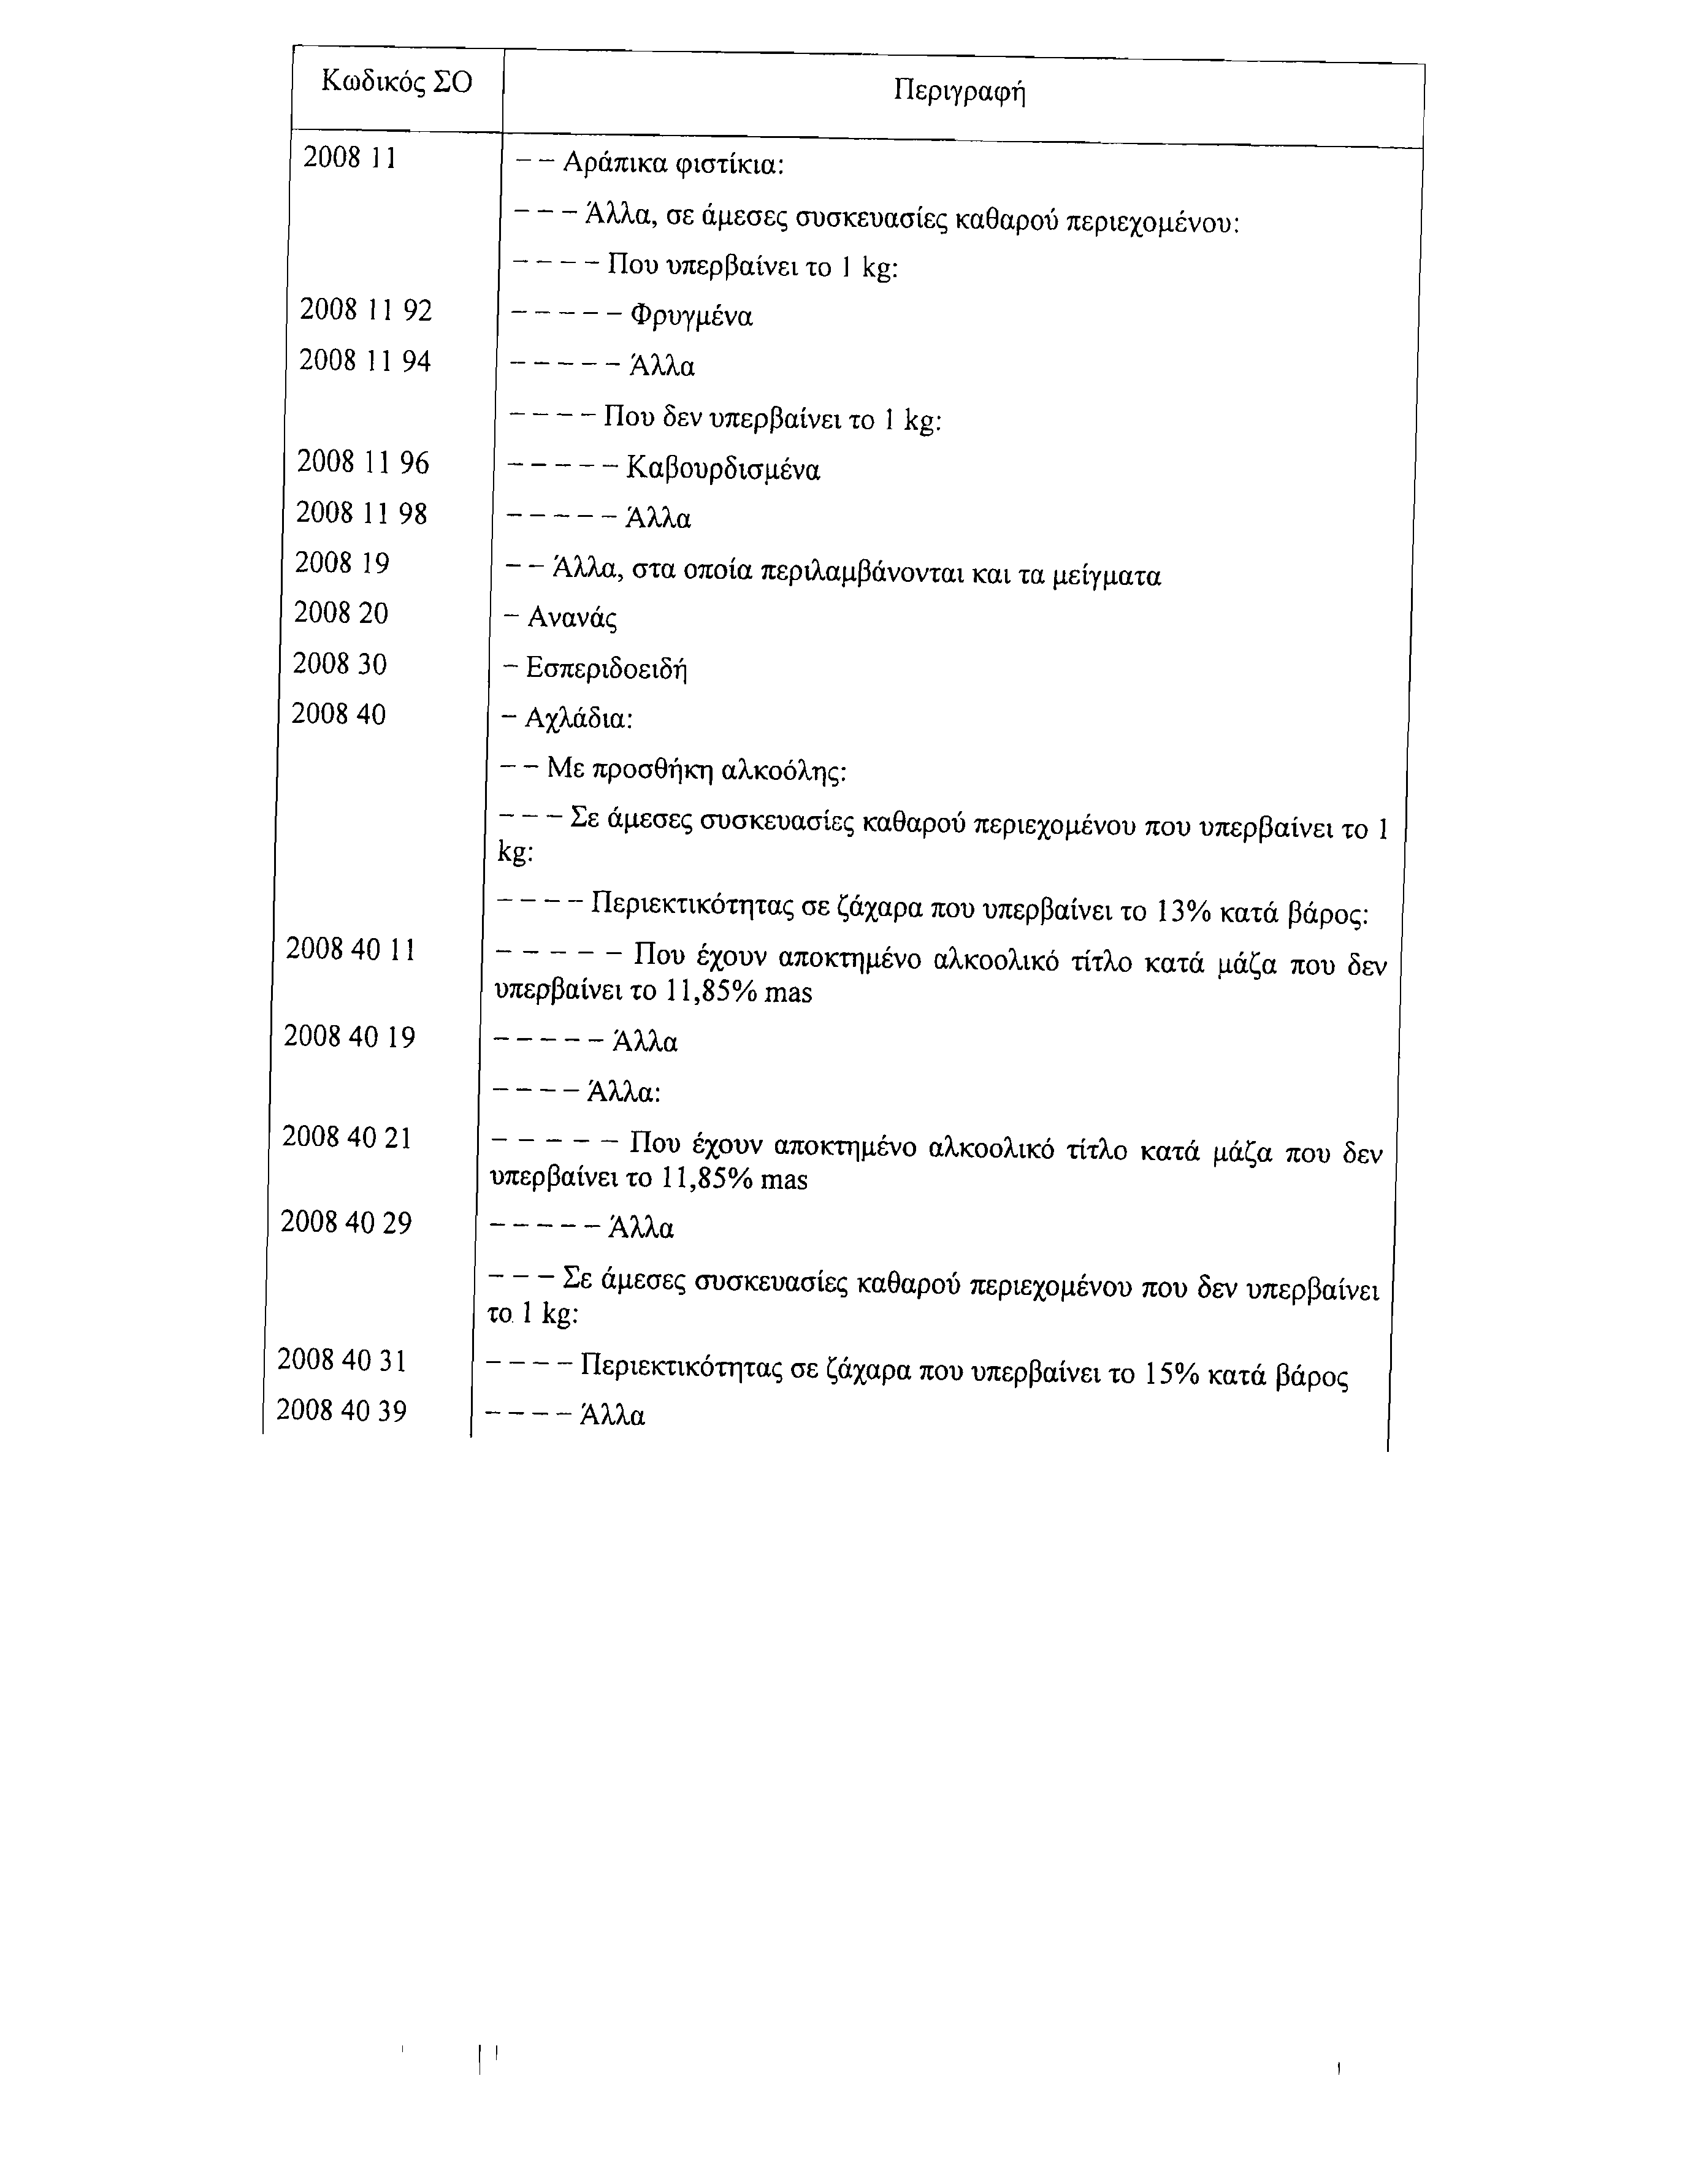 Κωδικός ΣΟ Περιγραφή
2008 11 – – Αράπικα φιστίκια:
– – – Άλλα, σε άμεσες συσκευασίες καθαρού περιεχομένου:
– – – – Που υπερβαίνει το 1 kg:
2008 11 92 – – – – – Φρυγμένα
2008 11 94 – – – – – Άλλα
– – – – Που δεν υπερβαίνει το 1 kg:
2008 11 96 – – – – – Καβουρδισμένα
2008 11 98 – – – – – Άλλα
2008 19 – – Άλλα, στα οποία περιλαμβάνονται και τα μείγματα
2008 20 – Ανανάς
2008 30 – Εσπεριδοειδή
2008 40 – Αχλάδια:
– – Με προσθήκη αλκοόλης:
– – – Σε άμεσες συσκευασίες καθαρού περιεχομένου που υπερβαίνει το 1
kg:
– – – – Περιεκτικότητας σε ζάχαρα που υπερβαίνει το 13% κατά βάρος:
2008 40 11 – – – – – Που έχουν αποκτημένο αλκοολικό τίτλο κατά μάζα που δεν
υπερβαίνει το 11,85% mas
2008 40 19 – – – – – Άλλα
– – – – Άλλα:
2008 40 21 – – – – – Που έχουν αποκτημένο αλκοολικό τίτλο κατά μάζα που δεν
υπερβαίνει το 11,85% mas
2008 40 29 – – – – – Άλλα
– – – Σε άμεσες συσκευασίες καθαρού περιεχομένου που δεν υπερβαίνει
το 1 kg:
2008 40 31 – – – – Περιεκτικότητας σε ζάχαρα που υπερβαίνει το 15% κατά βάρος
2008 40 39 – – – – Άλλα